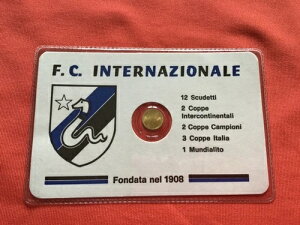 F.C. INTERNAZIONALE
12 Scudetti
2 Coppe
Intercontinentali
2 Coppe Campioni
3 Coppe Italia
1 Mundialito
Fondata nel 1908